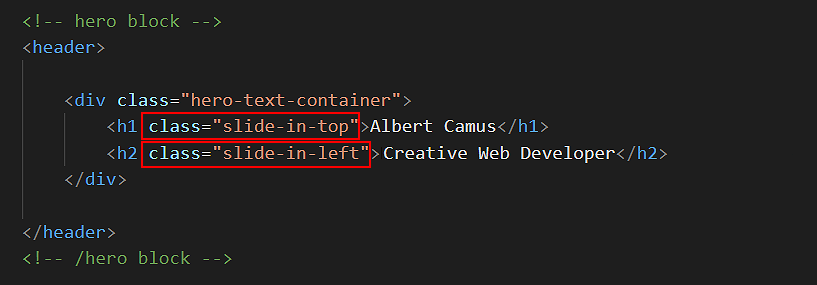 <!-- hero block -->
<header>
<div class="hero-text-container">
<h1 class="slide-in-top">Albert Camus</h1>
<h2 class="slide-in-left">Creative Web Developer</h2>
</div>
</header>
<!-- /hero block -->